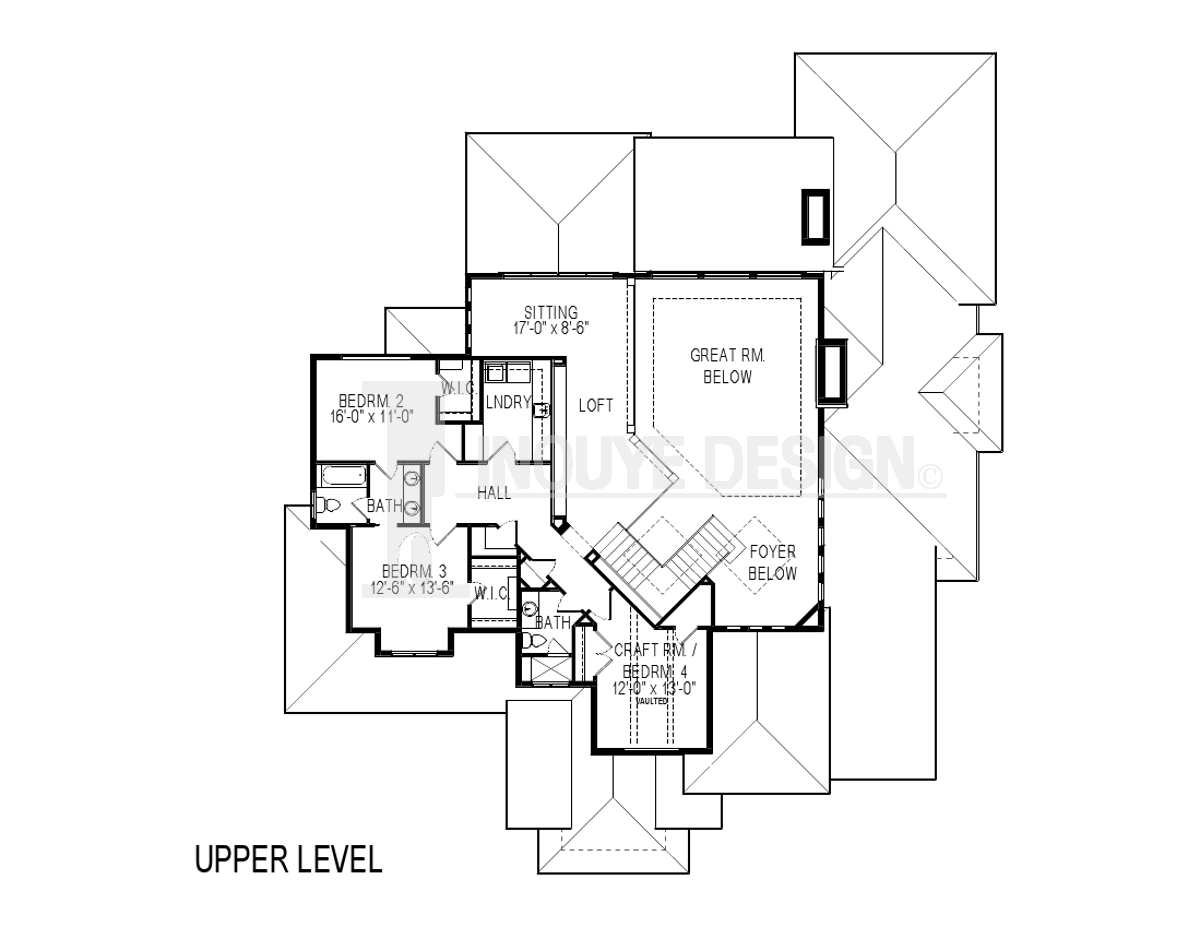 SITTING
17'-0" x 8'-6"
GREAT RM.
BELOW
W.I.C.
BEDRM. 2
16'-0" x 11'-0"
LNDRY
LOFT
INOUYE DESIGN©
HALL
BATH
FOYER
BELOW
BEDRM. 3
12'-6" x 13'-6"
W.I.C.
BATH
CRAFT RM. /
BEDRM. 4
12'-0" x 13'-0"
VAULTED
UPPER LEVEL